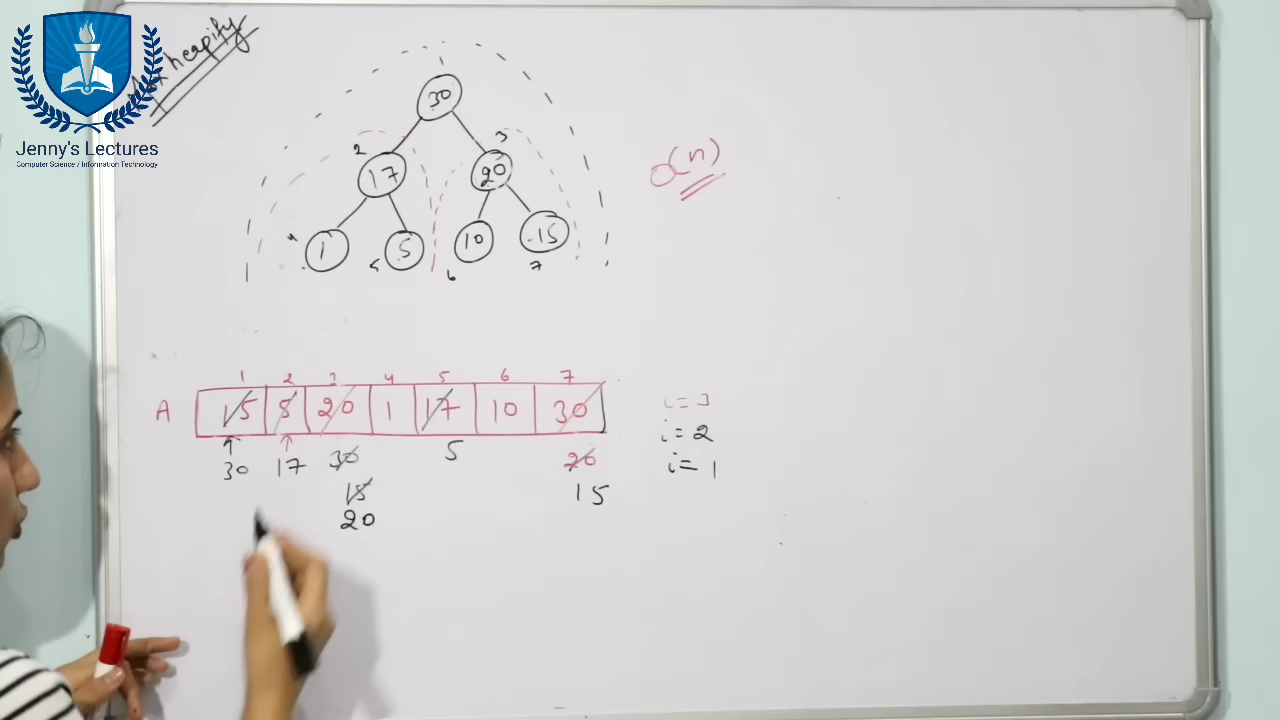 Max heapify
Jenny's Lectures
Computer Science / Information Technology
30
2 3
17 20
O(n)
1 5 10 15
4 5 6 7
1 2 3 4 5 6 7
A 15 5 20 1 17 10 30
i=3
i=2
30 17 30 5 20
i=1
15 15
20